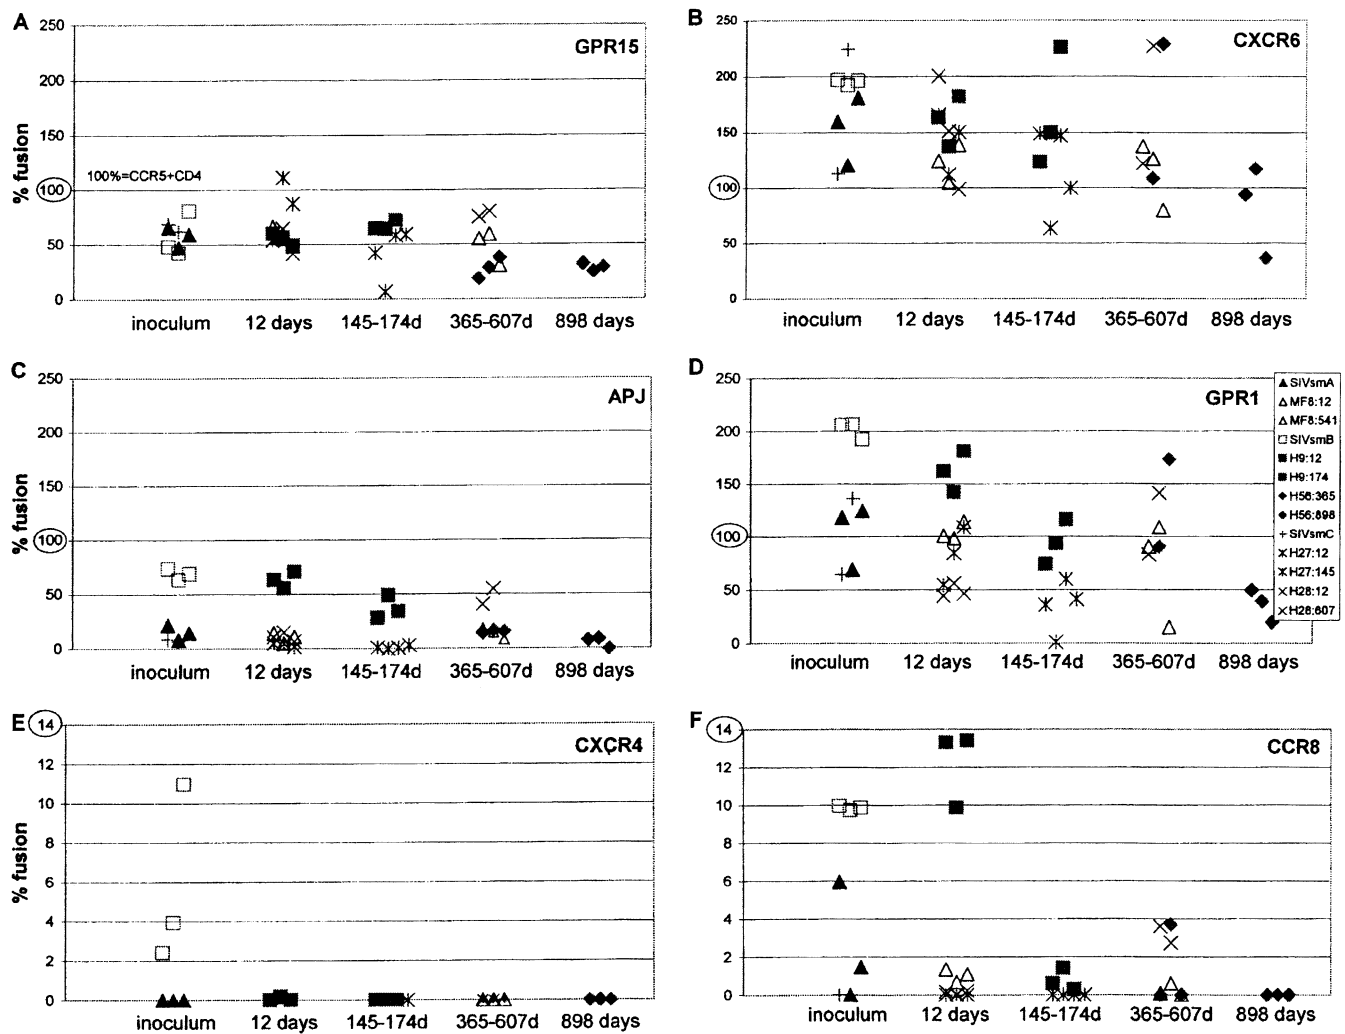 A
GPR15
250
200
150
100%=CCR5+CD4
100
50
0
% fusion
inoculum 12 days 145-174d 365-607d 898 days
B
CXCR6
250
200
150
100
50
0
inoculum 12 days 145-174d 365-607d 898 days
C
APJ
250
200
150
100
50
0
% fusion
inoculum 12 days 145-174d 365-607d 898 days
D
GPR1
250
200
150
100
50
0
inoculum 12 days 145-174d 365-607d 898 days
SIVsmA
MF8:12
MF8:541
SIVsmB
H9:12
H9:174
H56:365
H56:898
SIVsmC
H27:12
H27:145
H28:12
H28:607
E
CXCR4
14
12
10
8
6
4
2
0
% fusion
inoculum 12 days 145-174d 365-607d 898 days
F
CCR8
14
12
10
8
6
4
2
0
inoculum 12 days 145-174d 365-607d 898 days